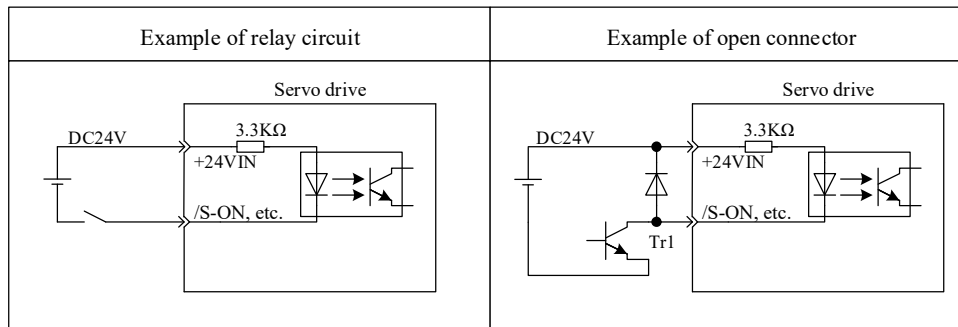 Example of relay circuit
Example of open connector
Servo drive
DC24V
3.3KΩ
+24VIN
/S-ON, etc.
Servo drive
DC24V
3.3KΩ
+24VIN
/S-ON, etc.
Tr1